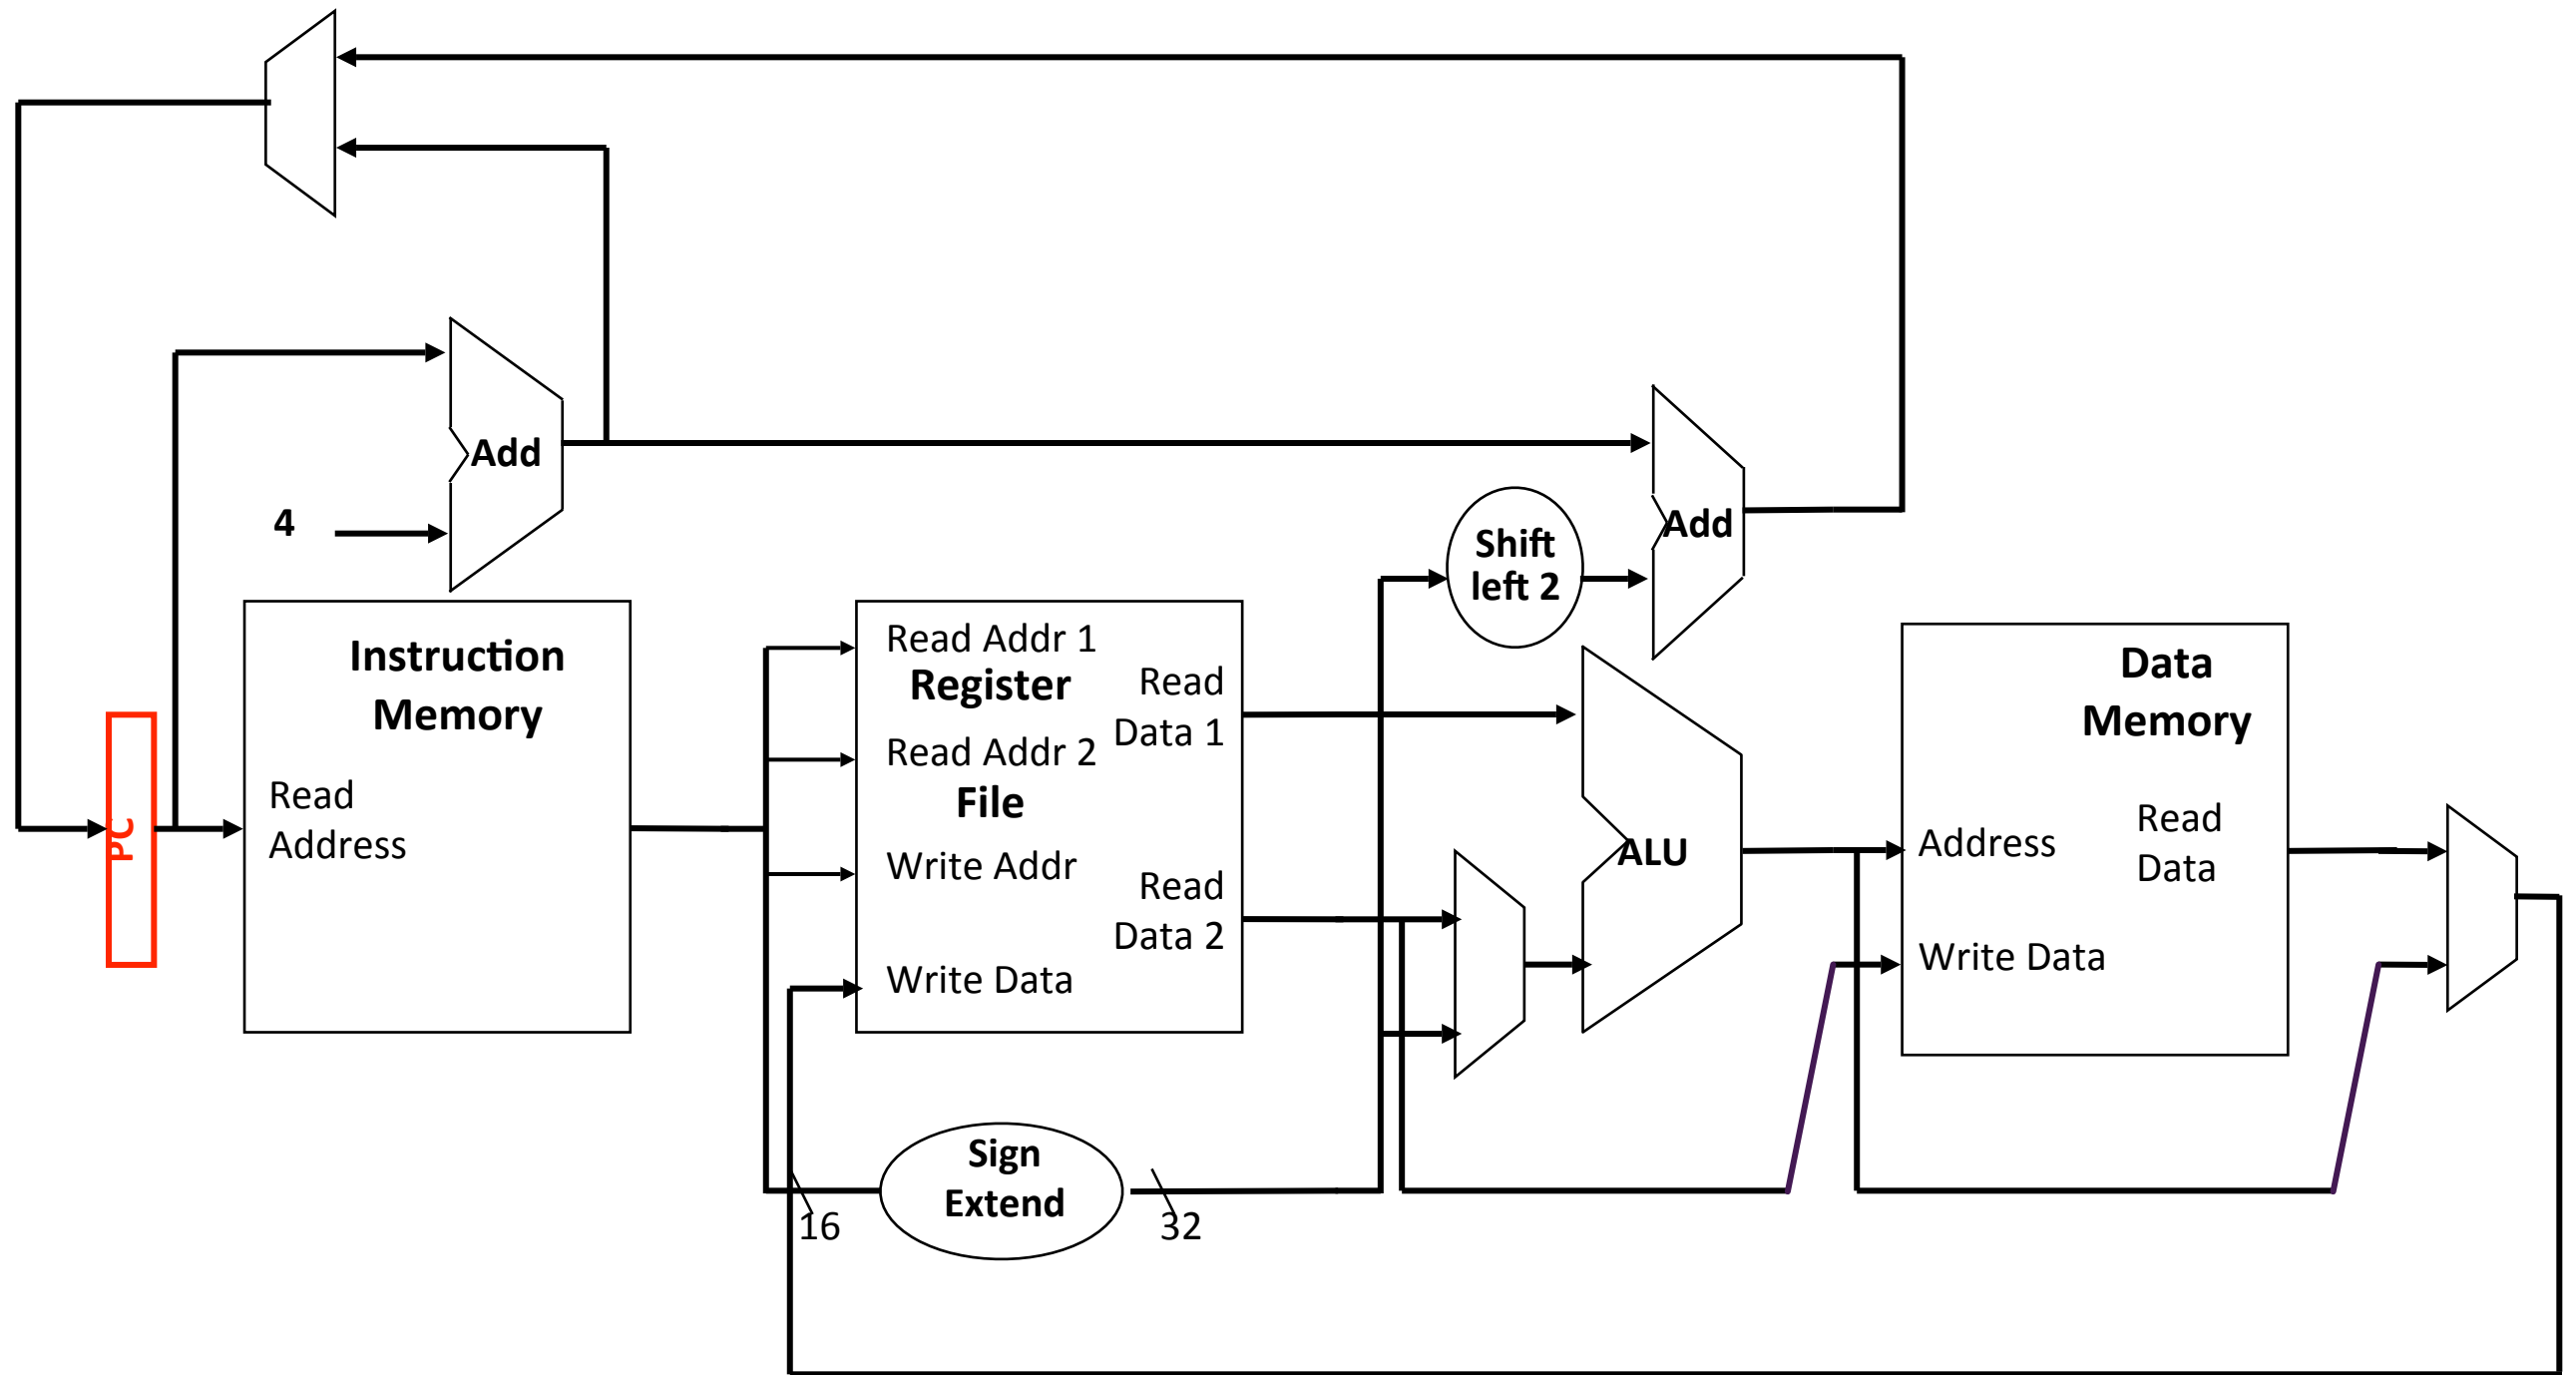 Add
4
Add
Shift
left 2
Instruction
Memory
Read
Address
PC
Read Addr 1
Register
Read
Data 1
Read Addr 2
File
Write Addr
Read
Data 2
Write Data
ALU
Data
Memory
Address
Read
Data
Write Data
Sign
Extend
16
32